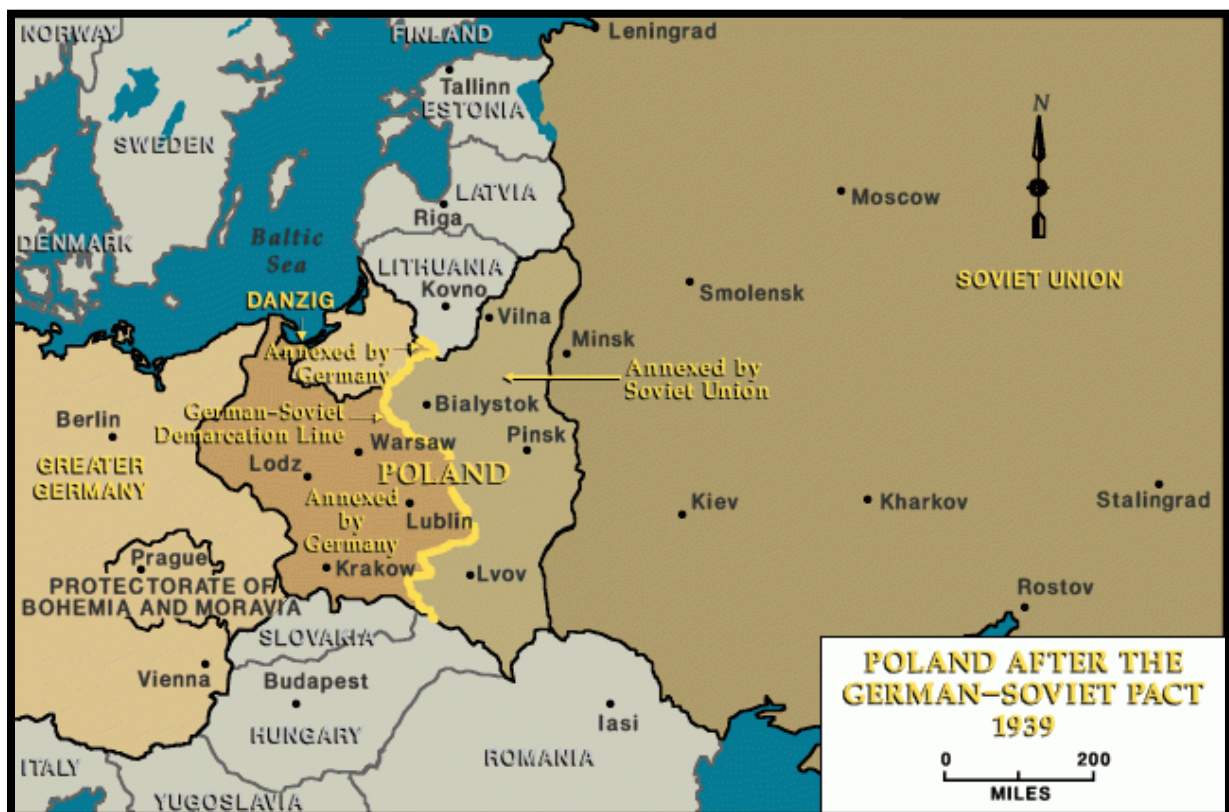 NORWAY
FINLAND
Leningrad
Tallinn
ESTONIA
N
SWEDEN
Moscow
LATVIA
Riga
DENMARK
Baltic
Sea
LITHUANIA
SOVIET UNION
Kovno
Smolensk
DANZIG
Vilna
Minsk
Annexed by
Germany
Annexed by
Soviet Union
Bialystok
German-Soviet
Demarcation Line
Berlin
Pinsk
Warsaw
GREATER
GERMANY
Lodz
POLAND
Stalingrad
Kiev
Kharkov
Annexed
by
Germany
Lublin
Prague
Krakow
Lvov
PROTECTORATE OF
BOHEMIA AND MORAVIA
Rostov
SLOVAKIA
Vienna
Budapest
POLAND AFTER THE
GERMAN-SOVIET PACT
1939
Iasi
HUNGARY
ROMANIA
ITALY
YUGOSLAVIA
0 200
MILES